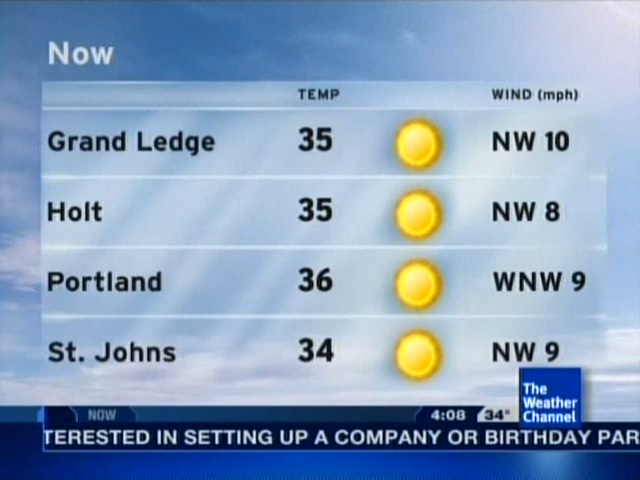 Now
TEMP WIND (mph)
Grand Ledge 35 NW 10
Holt 35 NW 8
Portland 36 WNW 9
St. Johns 34 NW 9
NOW 4:08 34°
The
Weather
Channel
TERESTED IN SETTING UP A COMPANY OR BIRTHDAY PAR